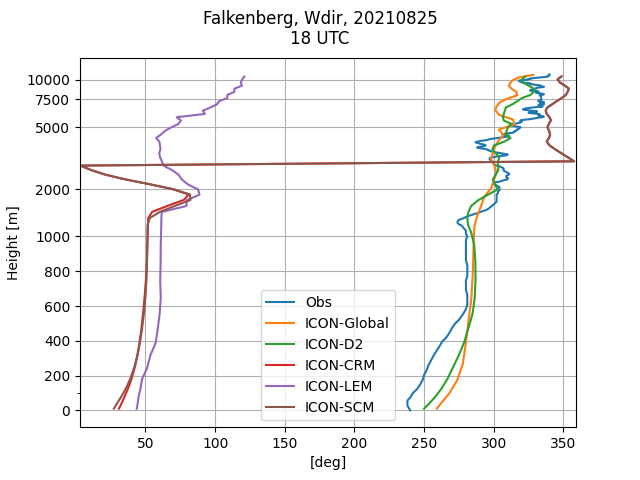 Falkenberg, Wdir, 20210825
18 UTC
10000
7500
5000
2000
1000
800
600
400
200
0
Height [m]
50
100
150
200
250
300
350
[deg]
Obs
ICON-Global
ICON-D2
ICON-CRM
ICON-LEM
ICON-SCM